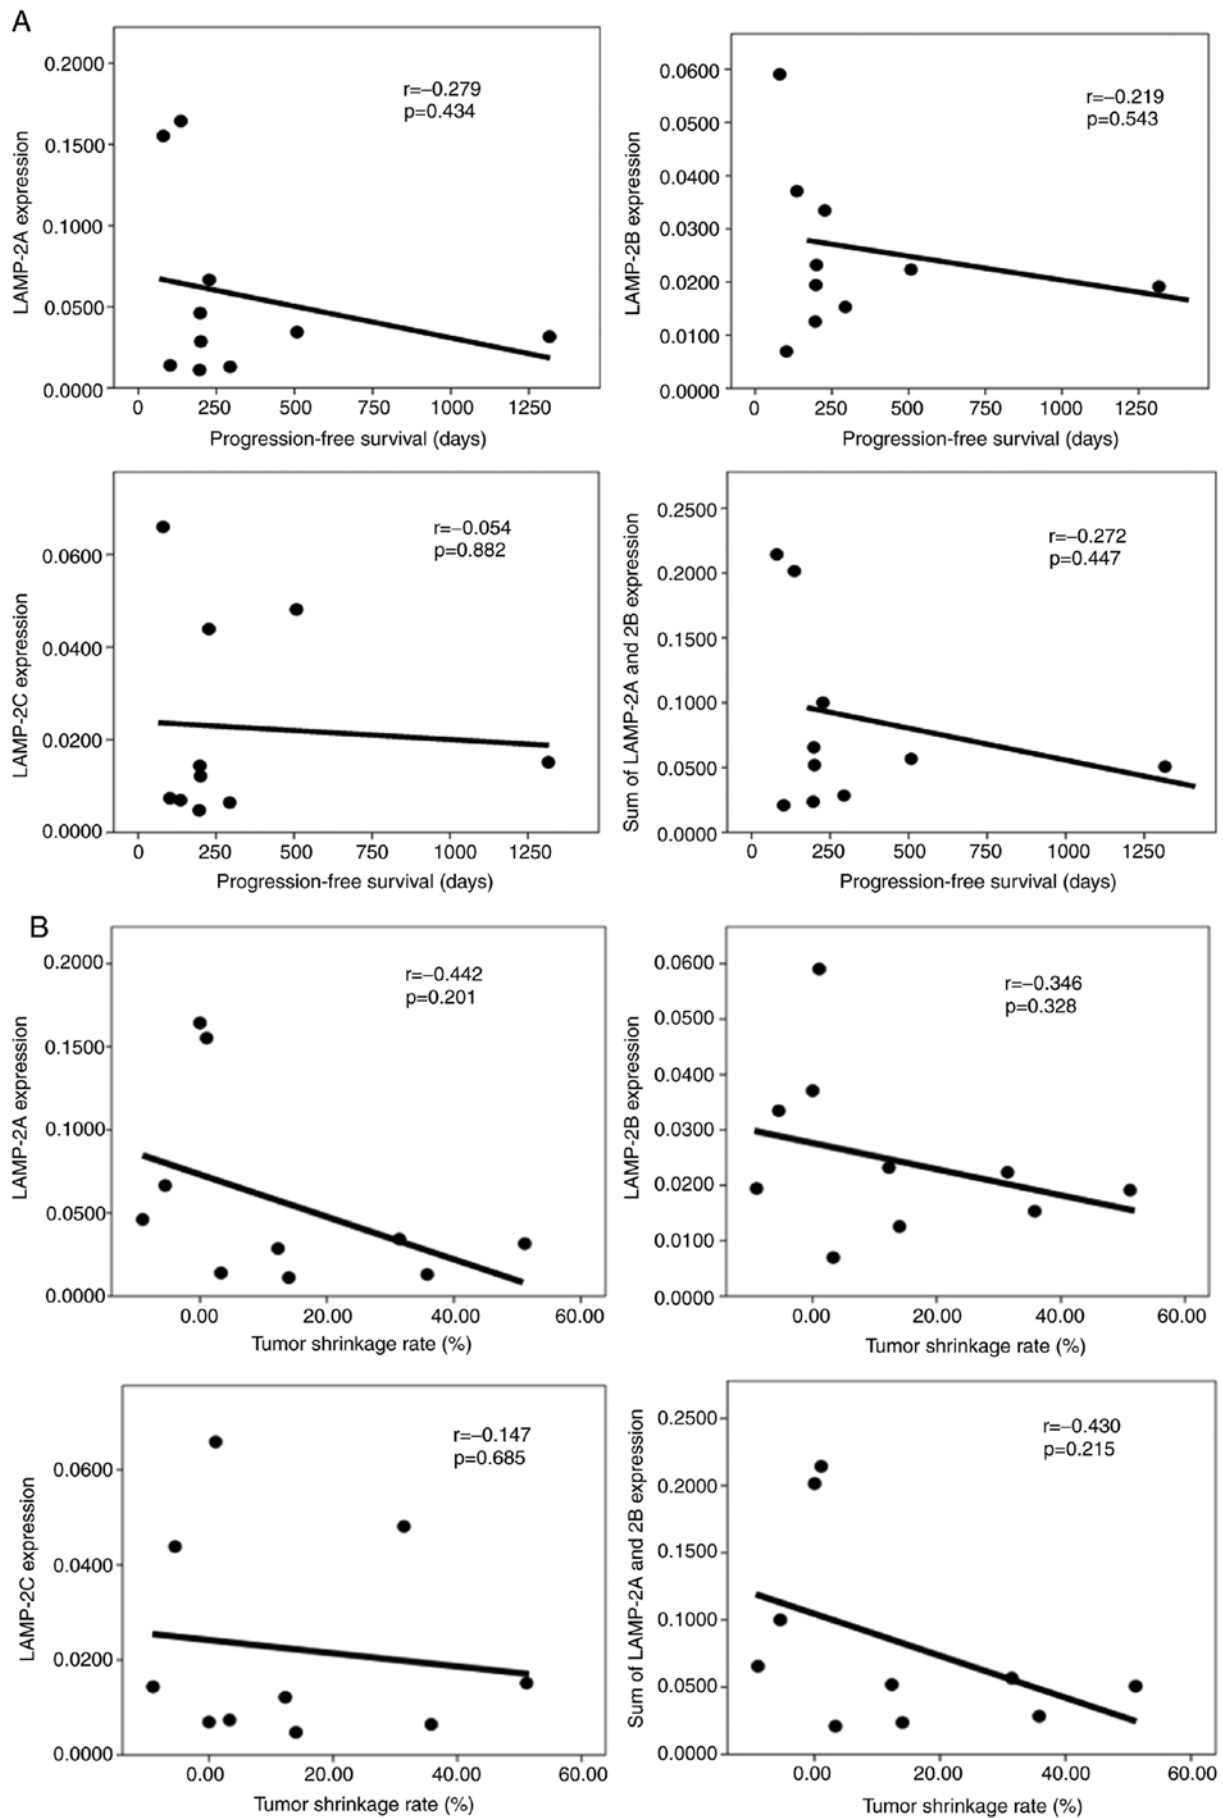 A
LAMP-2A expression
0.2000
0.1500
0.1000
0.0500
0.0000
r=−0.279
p=0.434
0 250 500 750 1000 1250
Progression-free survival (days)
LAMP-2B expression
0.0600
0.0500
0.0400
0.0300
0.0200
0.0100
0.0000
r=−0.219
p=0.543
0 250 500 750 1000 1250
Progression-free survival (days)
LAMP-2C expression
0.0600
0.0400
0.0200
0.0000
r=−0.054
p=0.882
0 250 500 750 1000 1250
Progression-free survival (days)
Sum of LAMP-2A and 2B expression
0.2500
0.2000
0.1500
0.1000
0.0500
0.0000
r=−0.272
p=0.447
0 250 500 750 1000 1250
Progression-free survival (days)
B
LAMP-2A expression
0.2000
0.1500
0.1000
0.0500
0.0000
r=−0.442
p=0.201
0.00 20.00 40.00 60.00
Tumor shrinkage rate (%)
LAMP-2B expression
0.0600
0.0500
0.0400
0.0300
0.0200
0.0100
0.0000
r=−0.346
p=0.328
0.00 20.00 40.00 60.00
Tumor shrinkage rate (%)
LAMP-2C expression
0.0600
0.0400
0.0200
0.0000
r=−0.147
p=0.685
0.00 20.00 40.00 60.00
Tumor shrinkage rate (%)
Sum of LAMP-2A and 2B expression
0.2500
0.2000
0.1500
0.1000
0.0500
0.0000
r=−0.430
p=0.215
0.00 20.00 40.00 60.00
Tumor shrinkage rate (%)